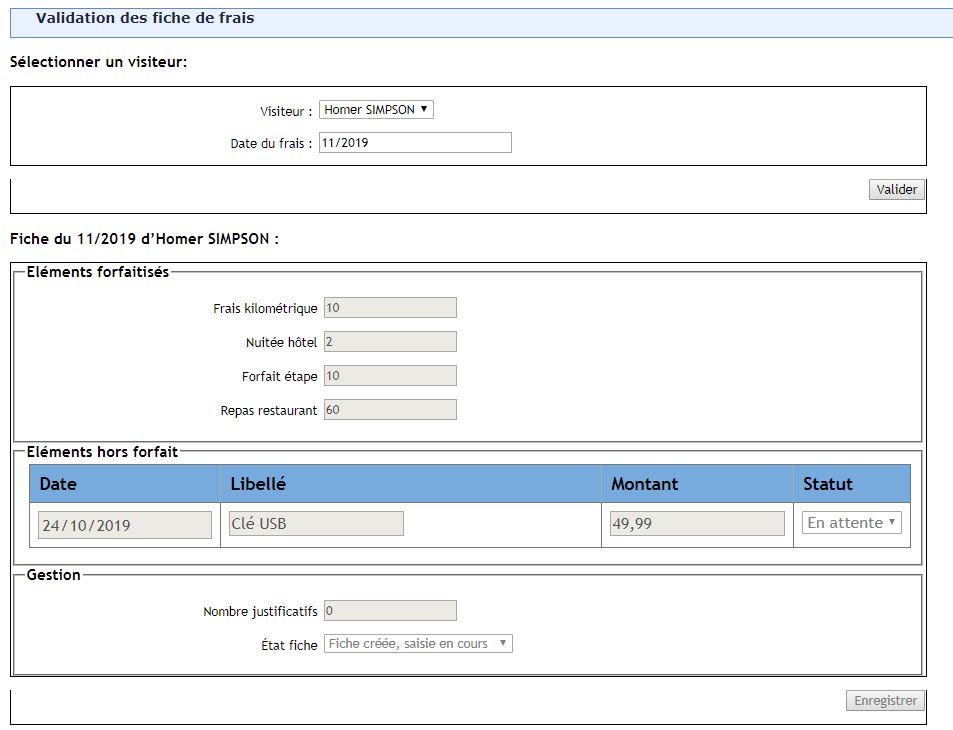 Validation des fiche de frais
Sélectionner un visiteur:
Visiteur : Homer SIMPSON
Date du frais : 11/2019
Valider
Fiche du 11/2019 d’Homer SIMPSON :
Eléments forfaitisés
Frais kilométrique 10
Nuitée hôtel 2
Forfait étape 10
Repas restaurant 60
Eléments hors forfait
Date Libellé Montant Statut
24/10/2019 Clé USB 49,99 En attente
Gestion
Nombre justificatifs 0
État fiche Fiche créée, saisie en cours
Enregistrer